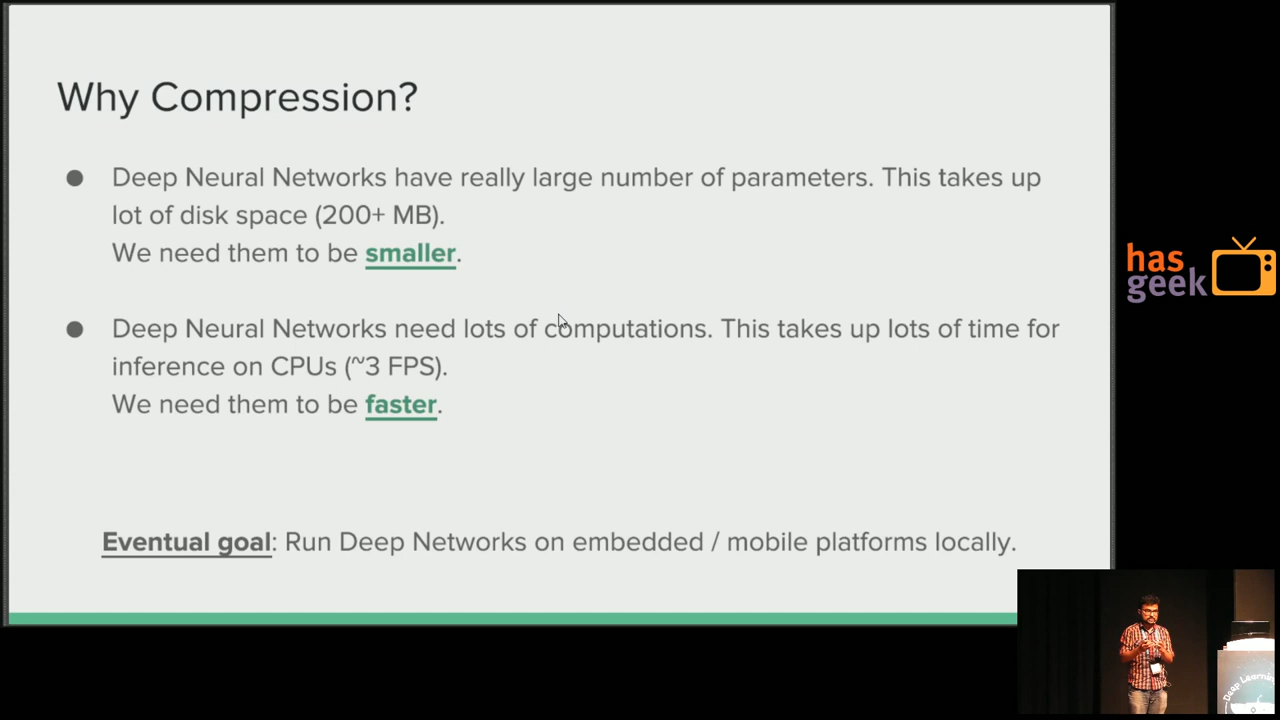 Why Compression?
● Deep Neural Networks have really large number of parameters. This takes up
lot of disk space (200+ MB).
We need them to be smaller.
● Deep Neural Networks need lots of computations. This takes up lots of time for
inference on CPUs (~3 FPS).
We need them to be faster.
Eventual goal: Run Deep Networks on embedded / mobile platforms locally.
has
geek
Deep Learning